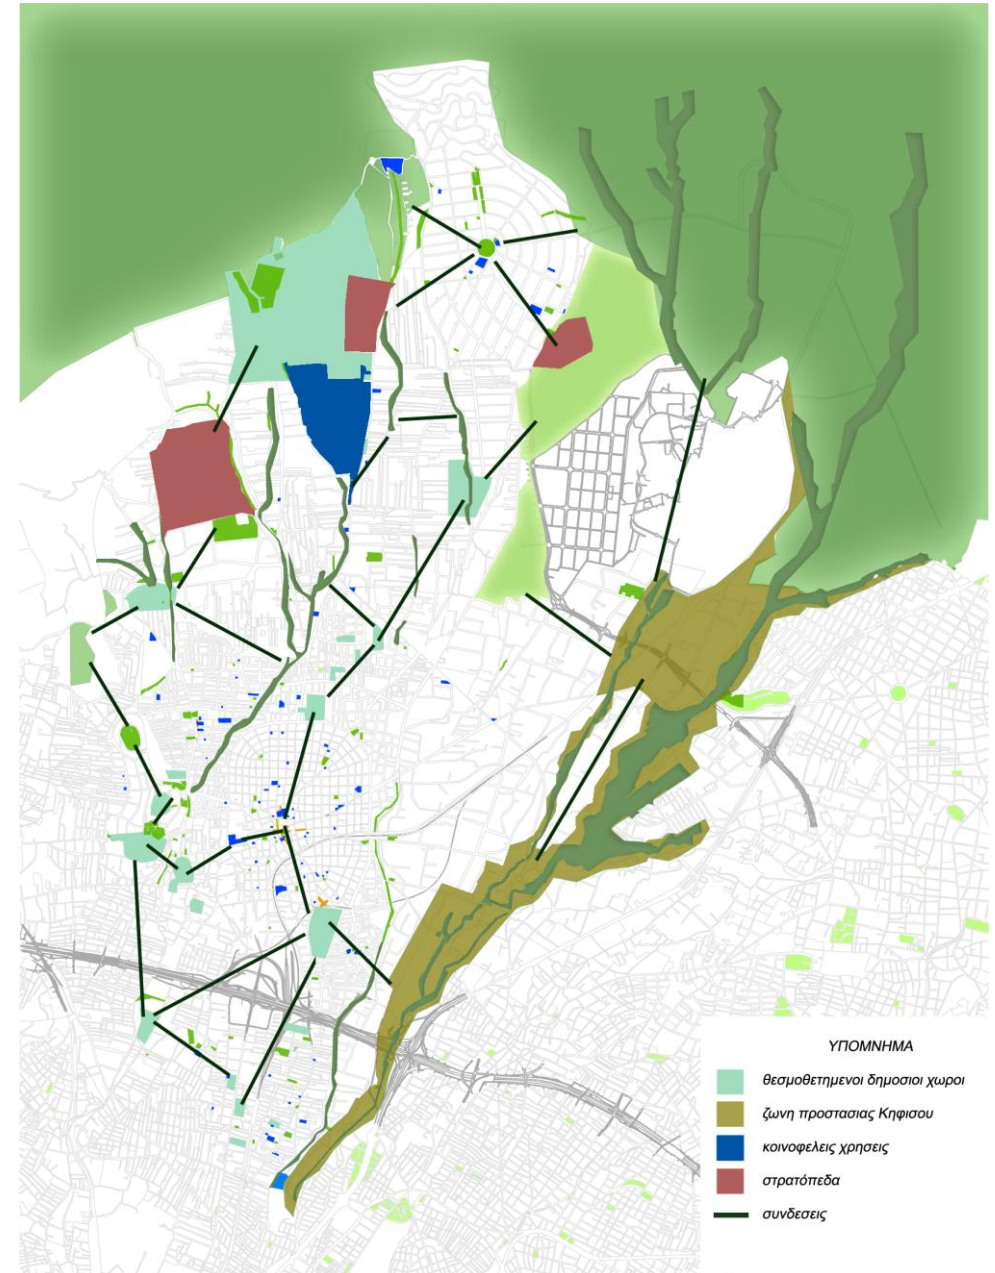 ΥΠΟΜΝΗΜΑ
θεσμοθετημενοι δημοσιοι χωροι
ζωνη προστασιας Κηφισου
κοινοφελεις χρησεις
στρατόπεδα
συνδεσεις